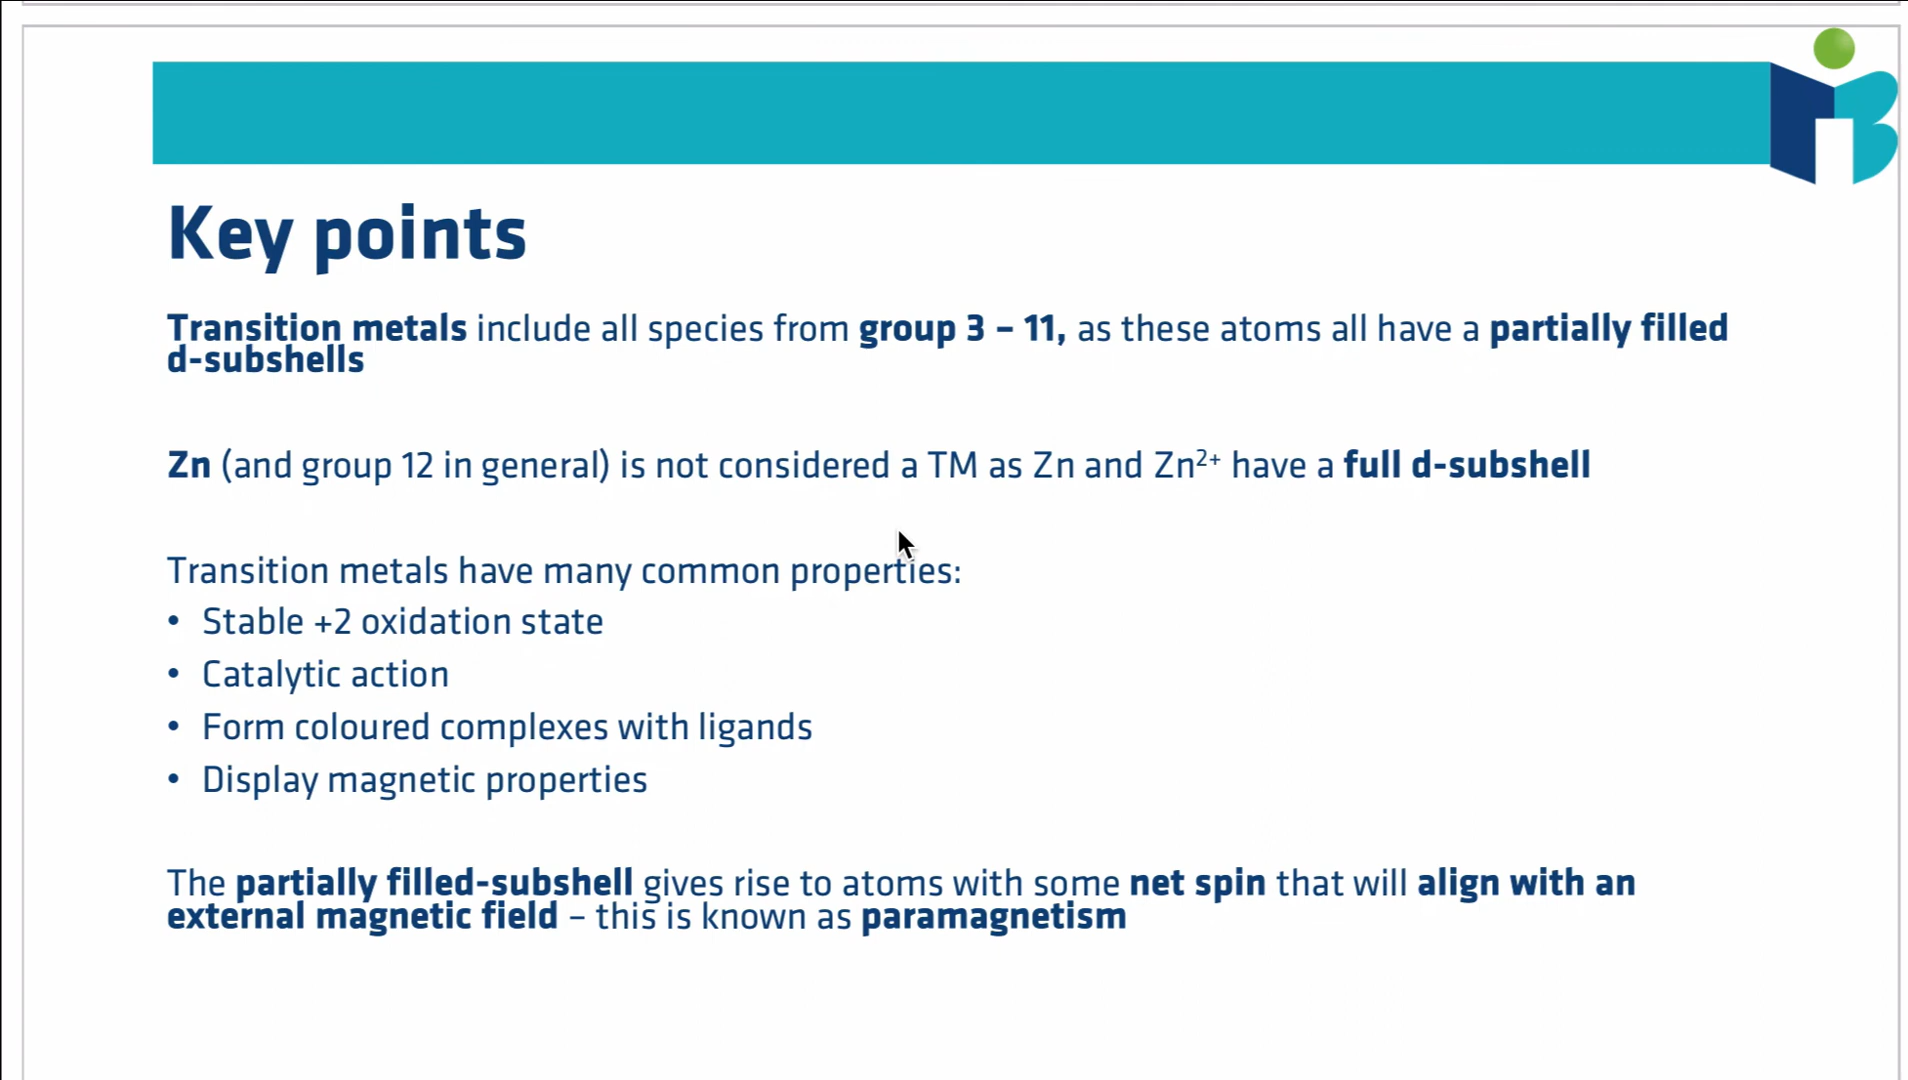 Key points
Transition metals include all species from group 3 – 11, as these atoms all have a partially filled
d-subshells
Zn (and group 12 in general) is not considered a TM as Zn and Zn²⁺ have a full d-subshell
Transition metals have many common properties:
• Stable +2 oxidation state
• Catalytic action
• Form coloured complexes with ligands
• Display magnetic properties
The partially filled-subshell gives rise to atoms with some net spin that will align with an
external magnetic field – this is known as paramagnetism